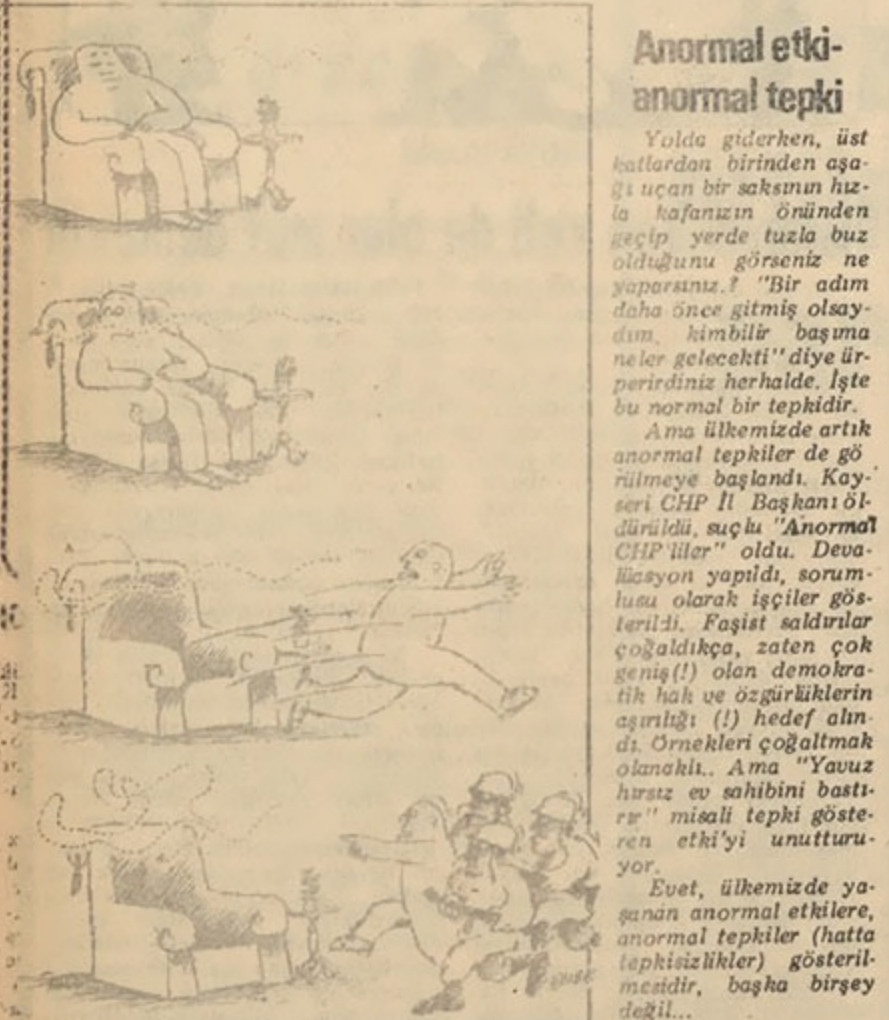 Anormal etki-
anormal tepki
Yolda giderken, üst
katlardan birinden aşa-
ğı uçan bir saksının hız-
la kafanızın önünden
geçip yerde tuzla buz
olduğunu görseniz ne
yaparsınız.? "Bir adım
daha önce gitmiş olsay-
dım, kimbilir başıma
neler gelecekti" diye ür-
perirdiniz herhalde. İşte
bu normal bir tepkidir.
Ama ülkemizde artık
anormal tepkiler de gö
rülmeye başlandı. Kay-
seri CHP İl Başkanı öl-
dürüldü, suçlu "Anormal
CHP'liler" oldu. Deva-
lüasyon yapıldı, sorum-
lusu olarak işçiler gös-
terildi. Faşist saldırılar
çoğaldıkça, zaten çok
geniş(!) olan demokra-
tik hak ve özgürlüklerin
aşırılığı (!) hedef alın-
dı. Örnekleri çoğaltmak
olanaklı.. Ama "Yavuz
hırsız ev sahibini bastı-
rır" misali tepki göste-
ren etki'yi unutturu-
yor.
Evet, ülkemizde ya-
şanan anormal etkilere,
anormal tepkiler (hatta
tepkisizlikler) gösteril-
mesidir, başka birşey
değil...